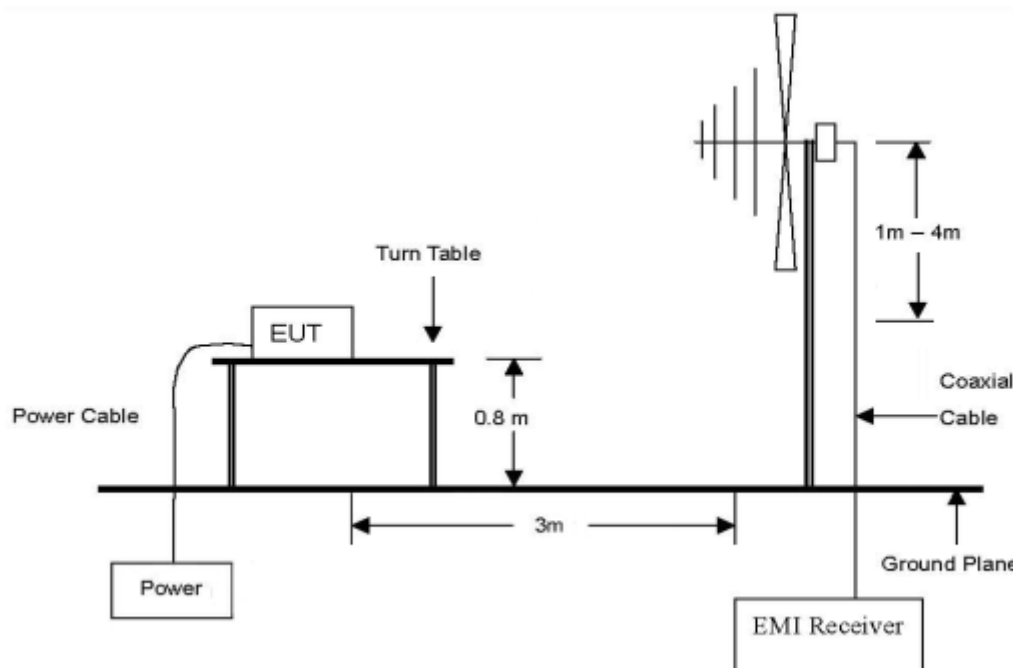 1m – 4m
Turn Table
EUT
Coaxial
Cable
Power Cable
0.8 m
3m
Ground Plane
Power
EMI Receiver